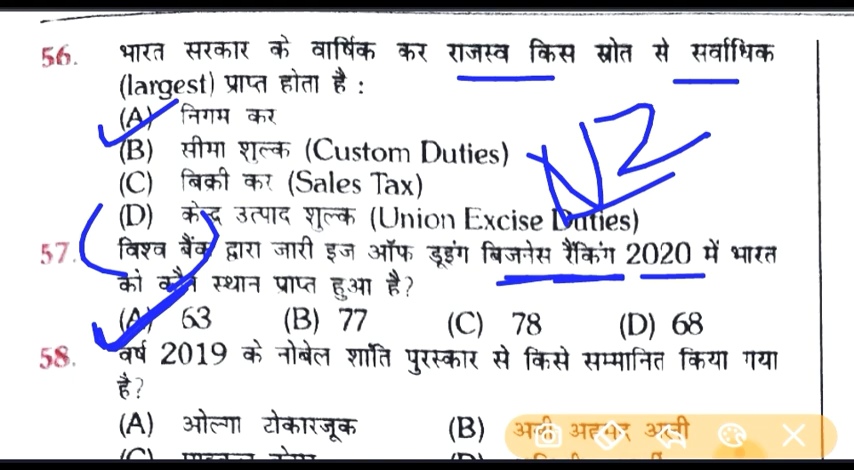 56. भारत सरकार के वार्षिक कर राजस्व किस स्रोत से सर्वाधिक
(largest) प्राप्त होता है :
(A) निगम कर
(B) सीमा शुल्क (Custom Duties)
(C) बिक्री कर (Sales Tax)
(D) केन्द्र उत्पाद शुल्क (Union Excise Duties)
57. विश्व बैंक द्वारा जारी इज ऑफ डूइंग बिजनेस रैंकिंग 2020 में भारत
को कौन स्थान प्राप्त हुआ है?
(A) 63 (B) 77 (C) 78 (D) 68
58. वर्ष 2019 के नोबेल शांति पुरस्कार से किसे सम्मानित किया गया
है?
(A) ओल्गा टोकारजूक (B) अबी अहमद अली